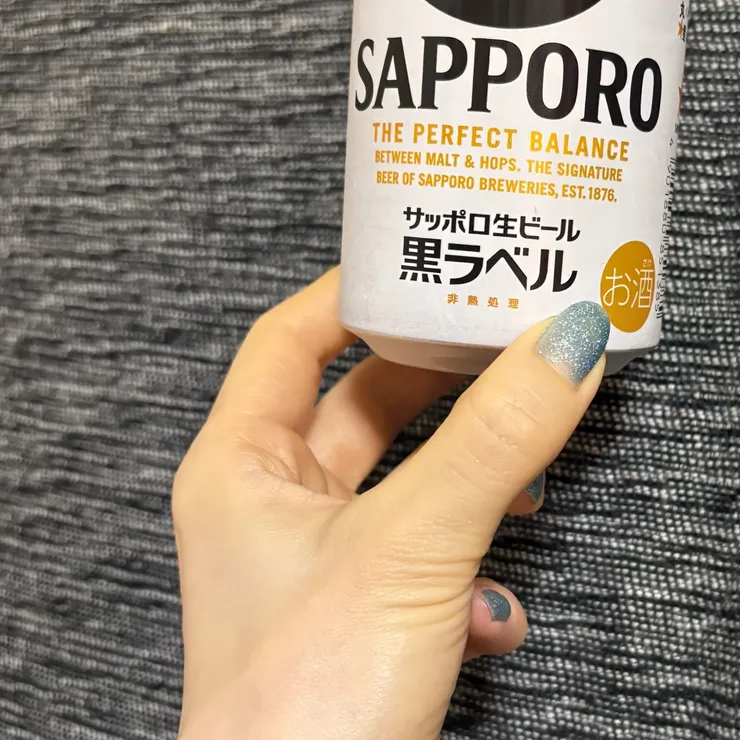 SAPPORO
THE PERFECT BALANCE
BETWEEN MALT & HOPS. THE SIGNATURE
BEER OF SAPPORO BREWERIES, EST.1876.
サッポロ生ビール
黒ラベル
非熱処理
お酒